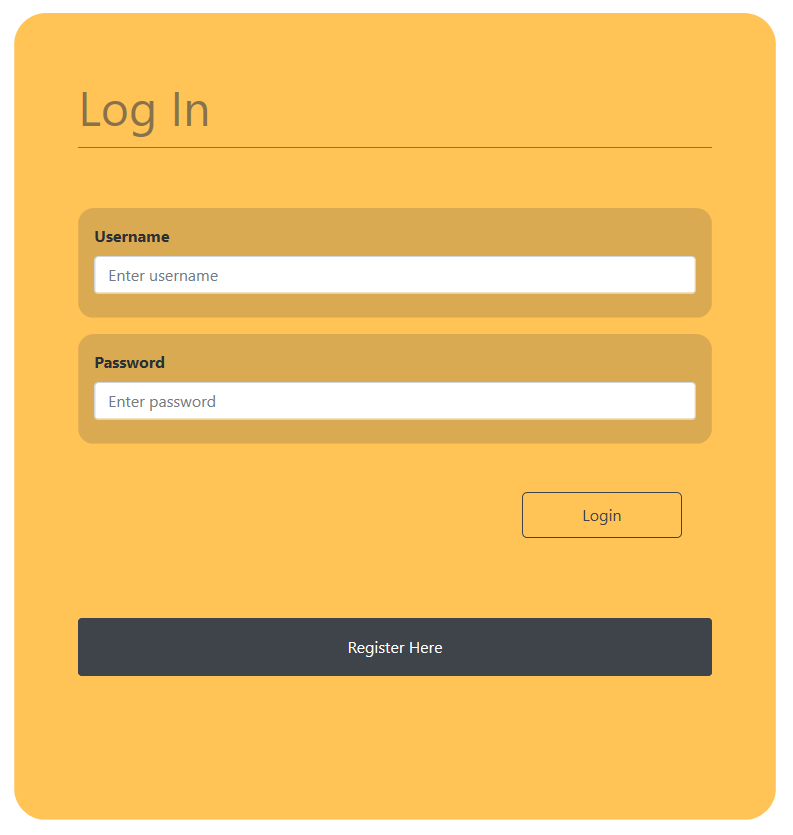 Log In
Username
Enter username
Password
Enter password
Login
Register Here